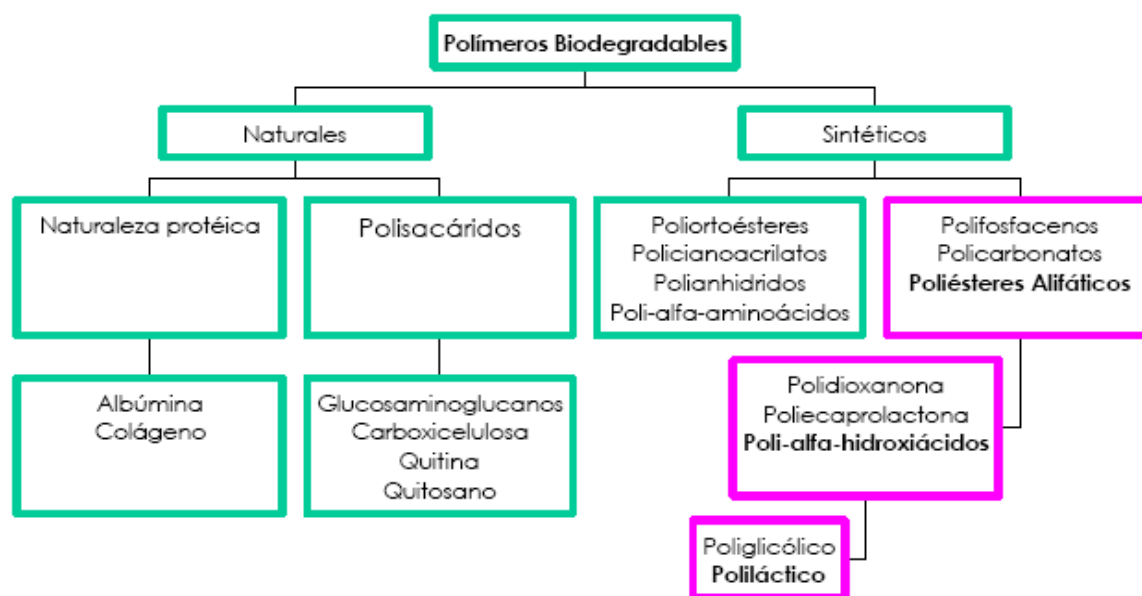 Polímeros Biodegradables
Naturales
Sintéticos
Naturaleza protéica
Polisacáridos
Poliortoésteres
Policianoacrilatos
Polianhidridos
Poli-alfa-aminoácidos
Polifosfacenos
Policarbonatos
Poliésteres Alifáticos
Albúmina
Colágeno
Glucosaminoglucanos
Carboxicelulosa
Quitina
Quitosano
Polidioxanona
Poliecaprolactona
Poli-alfa-hidroxiácidos
Poliglicólico
Poliláctico